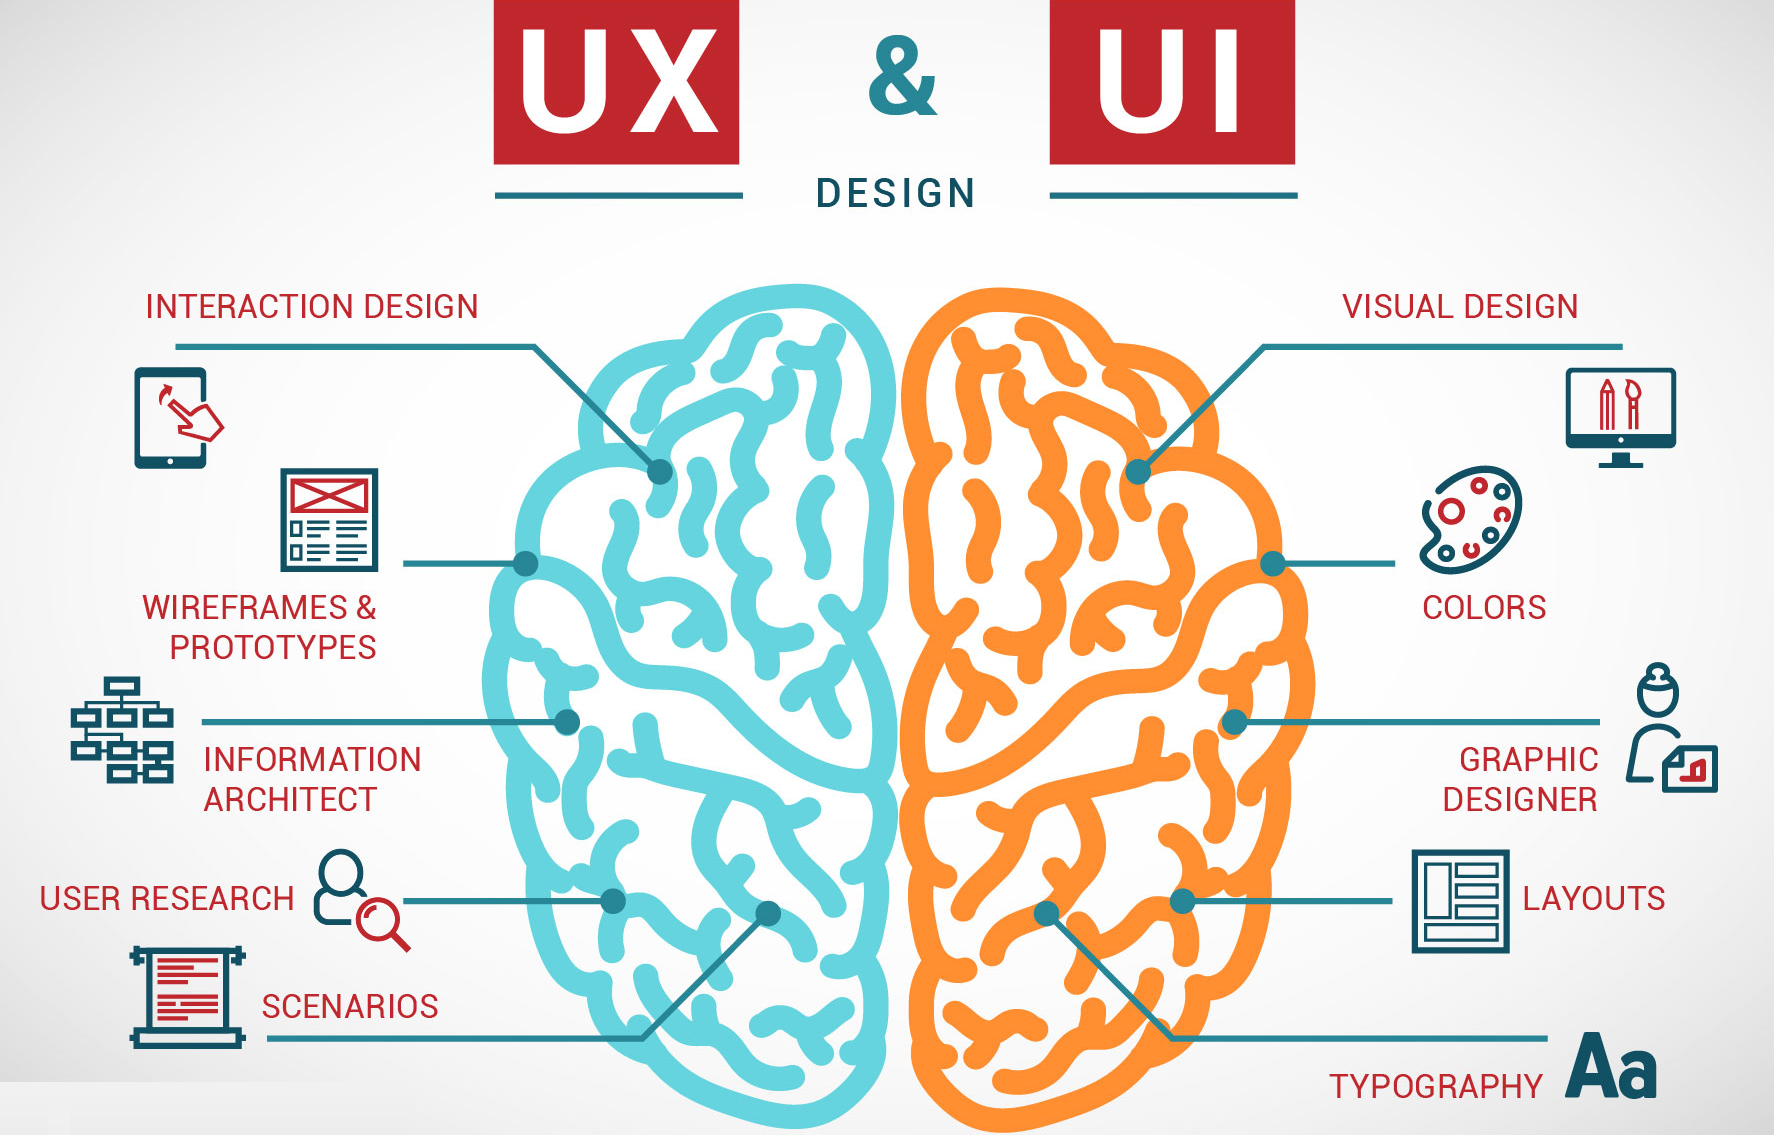 UX & UI
DESIGN
INTERACTION DESIGN
WIREFRAMES &
PROTOTYPES
INFORMATION
ARCHITECT
USER RESEARCH
SCENARIOS
VISUAL DESIGN
COLORS
GRAPHIC
DESIGNER
LAYOUTS
TYPOGRAPHY
Aa